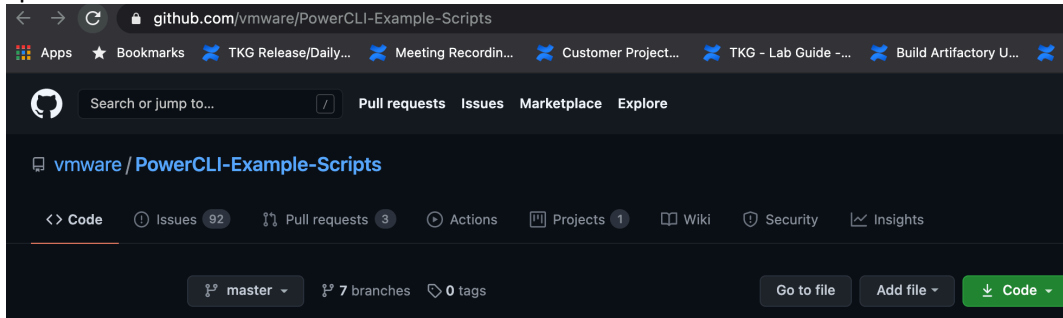 github.com/vmware/PowerCLI-Example-Scripts
Apps Bookmarks TKG Release/Daily... Meeting Recordin... Customer Project... TKG - Lab Guide -... Build Artifactory U...
Search or jump to... / Pull requests Issues Marketplace Explore
vmware / PowerCLI-Example-Scripts
<> Code Issues 92 Pull requests 3 Actions Projects 1 Wiki Security Insights
master 7 branches 0 tags Go to file Add file Code